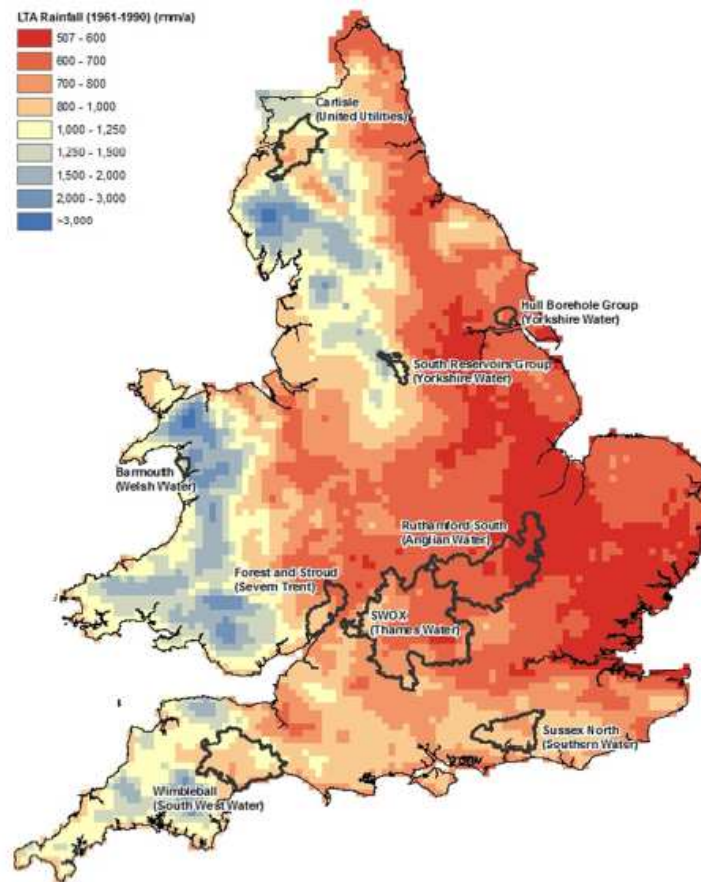 LTA Rainfall (1961-1990) (mm/a)
507 - 600
600 - 700
700 - 800
800 - 1,000
1,000 - 1,250
1,250 - 1,500
1,500 - 2,000
2,000 - 3,000
>3,000
Carlisle
(United Utilities)
Hull Borehole Group
(Yorkshire Water)
South Reservoirs Group
(Yorkshire Water)
Barmouth
(Welsh Water)
Ruthamford South
(Anglian Water)
Forest and Stroud
(Severn Trent)
SWOX
(Thames Water)
Sussex North
(Southern Water)
Wimbleball
(South West Water)